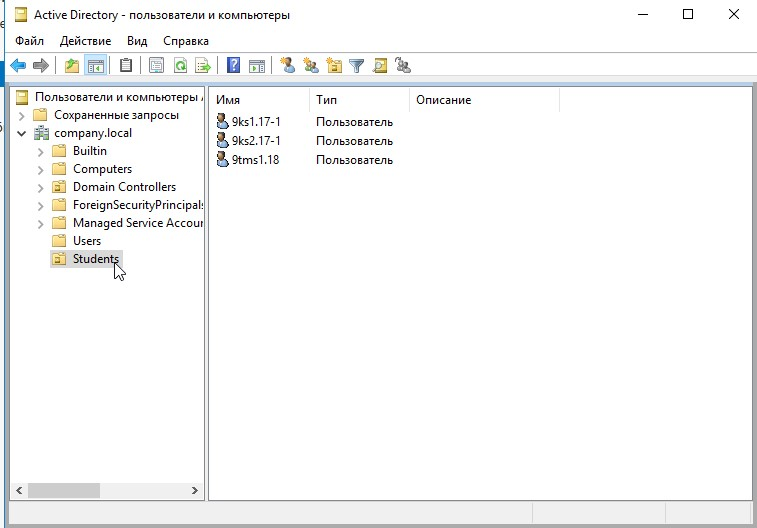 Active Directory - пользователи и компьютеры
Файл Действие Вид Справка
Пользователи и компьютеры
Сохраненные запросы
company.local
Builtin
Computers
Domain Controllers
ForeignSecurityPrincipals
Managed Service Accour
Users
Students
Имя Тип Описание
9ks1.17-1 Пользователь
9ks2.17-1 Пользователь
9tms1.18 Пользователь